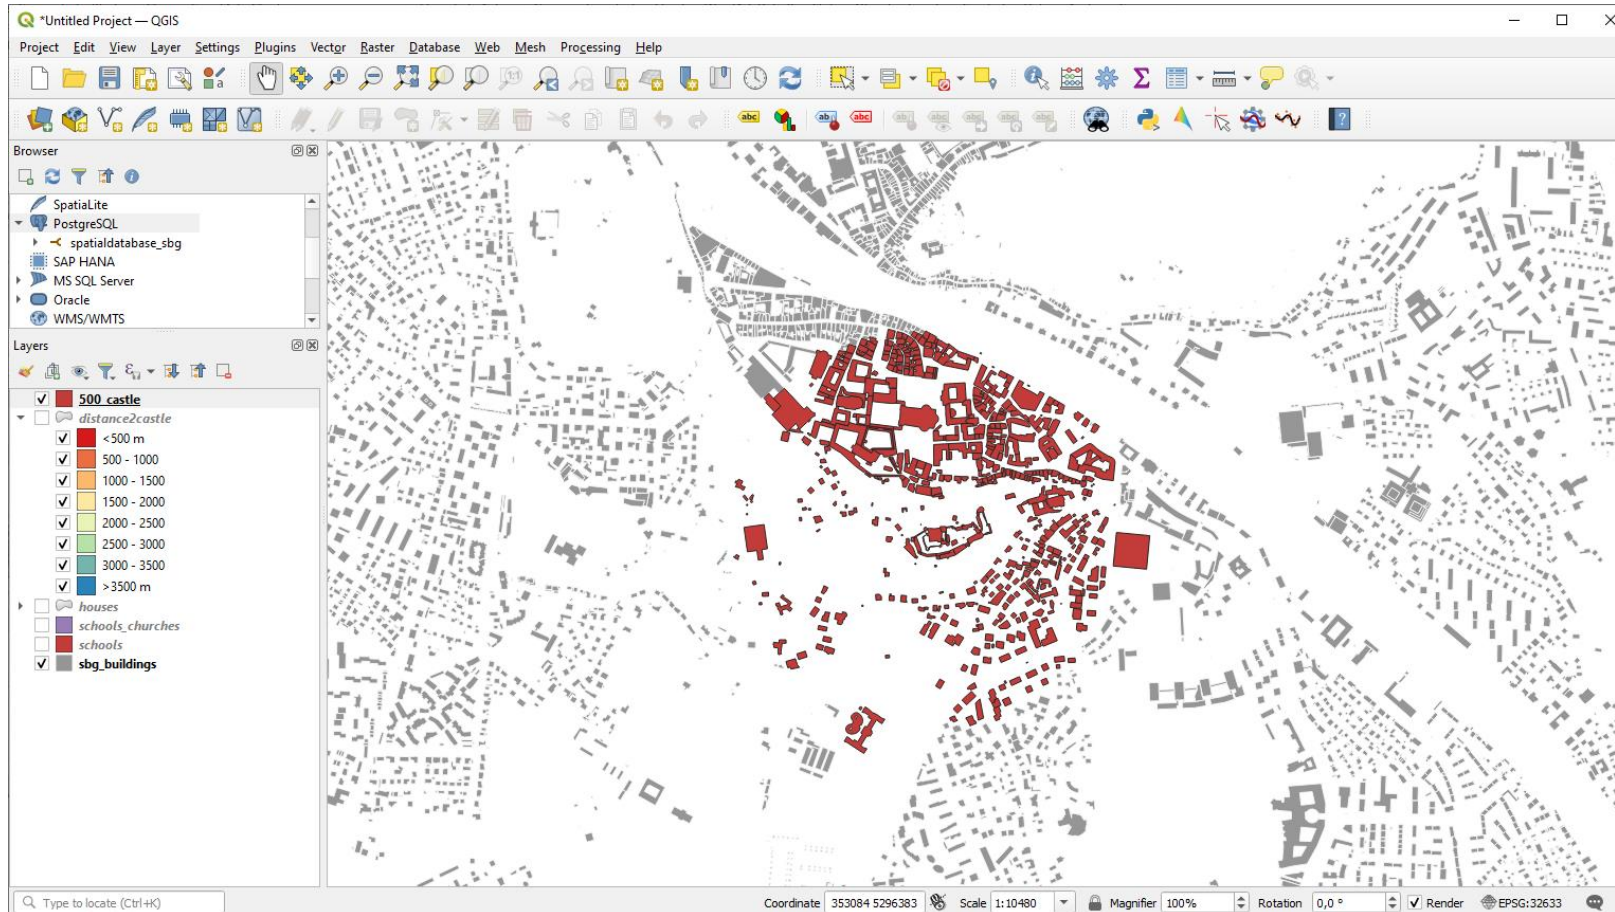 *Untitled Project — QGIS
Project Edit View Layer Settings Plugins Vector Raster Database Web Mesh Processing Help
Browser
SpatiaLite
PostgreSQL
spatialdatabase_sbg
SAP HANA
MS SQL Server
Oracle
WMS/WMTS
Layers
500_castle
distance2castle
<500 m
500 - 1000
1000 - 1500
1500 - 2000
2000 - 2500
2500 - 3000
3000 - 3500
>3500 m
houses
schools_churches
schools
sbg_buildings
Type to locate (Ctrl+K) Coordinate 353084 5296383 Scale 1:10480 Magnifier 100% Rotation 0,0 ° Render EPSG:32633